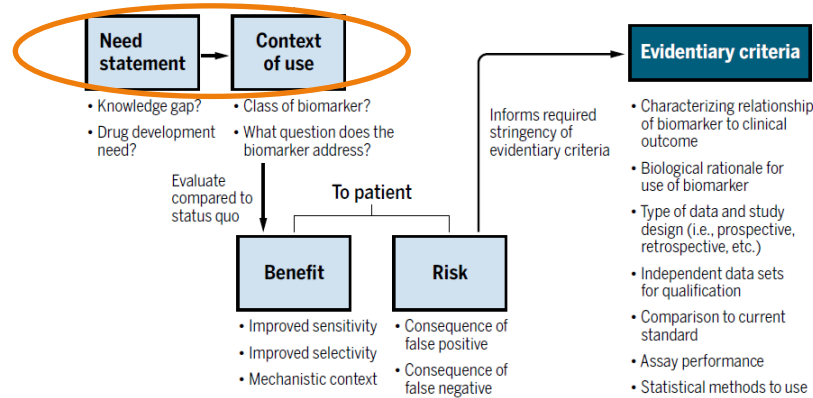 Need
statement
Context
of use
Evidentiary criteria
• Knowledge gap?
• Drug development
need?
• Class of biomarker?
• What question does the
biomarker address?
Informs required
stringency of
evidentiary criteria
• Characterizing relationship
of biomarker to clinical
outcome
• Biological rationale for
use of biomarker
• Type of data and study
design (i.e., prospective,
retrospective, etc.)
• Independent data sets
for qualification
• Comparison to current
standard
• Assay performance
• Statistical methods to use
Evaluate
compared to
status quo
To patient
Benefit
Risk
• Improved sensitivity
• Improved selectivity
• Mechanistic context
• Consequence of
false positive
• Consequence of
false negative